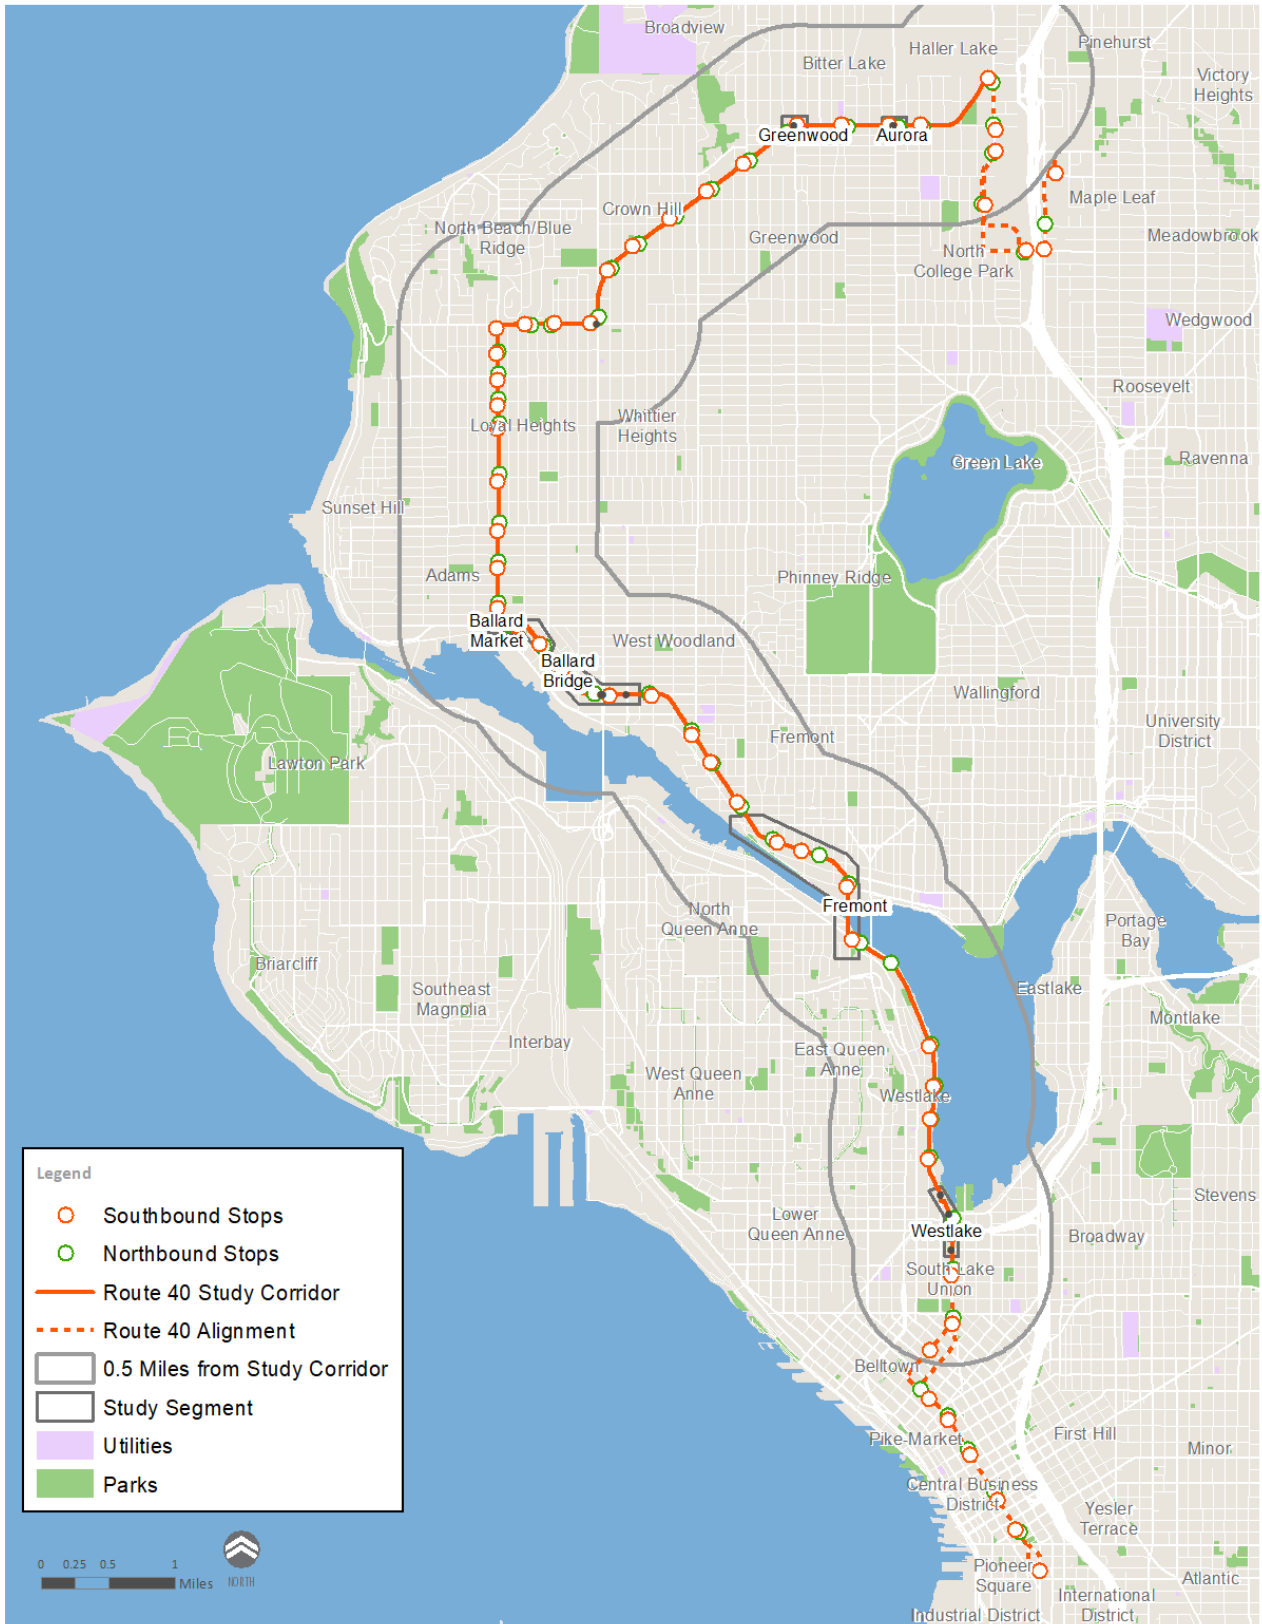 Broadview
Haller Lake
Pinehurst
Bitter Lake
Victory
Heights
Greenwood
Aurora
Maple Leaf
Crown Hill
North Beach/Blue
Ridge
Greenwood
Meadowbrook
North
College Park
Wedgwood
Roosevelt
Whittier
Heights
Loyal Heights
Ravenna
Green Lake
Sunset Hill
Adams
Phinney Ridge
Ballard
Market
West Woodland
Ballard
Bridge
Wallingford
University
District
Fremont
Lawton Park
Fremont
North
Queen Anne
Portage
Bay
Briarcliff
Southeast
Magnolia
Eastlake
Montlake
Interbay
East Queen
Anne
West Queen
Anne
Westlake
Stevens
Lower
Queen Anne
Westlake
Broadway
South Lake
Union
Belltown
Pike-Market
First Hill
Minor
Central Business
District
Yesler
Terrace
Pioneer
Square
Atlantic
International
District
Industrial District
Legend
Southbound Stops
Northbound Stops
Route 40 Study Corridor
Route 40 Alignment
0.5 Miles from Study Corridor
Study Segment
Utilities
Parks
0 0.25 0.5 1
Miles
NORTH